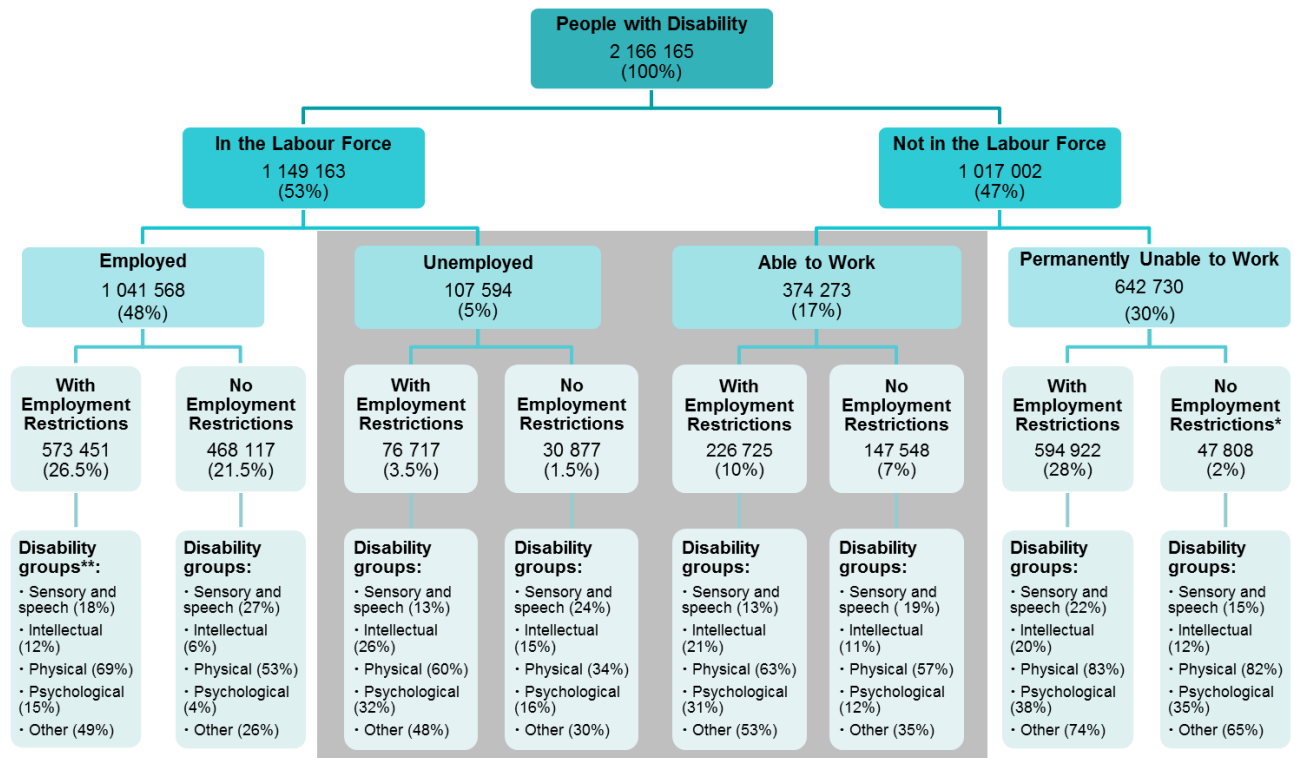 People with Disability
2 166 165
(100%)
In the Labour Force
1 149 163
(53%)
Not in the Labour Force
1 017 002
(47%)
Employed
1 041 568
(48%)
Unemployed
107 594
(5%)
Able to Work
374 273
(17%)
Permanently Unable to Work
642 730
(30%)
With
Employment
Restrictions
573 451
(26.5%)
No
Employment
Restrictions
468 117
(21.5%)
With
Employment
Restrictions
76 717
(3.5%)
No
Employment
Restrictions
30 877
(1.5%)
With
Employment
Restrictions
226 725
(10%)
No
Employment
Restrictions
147 548
(7%)
With
Employment
Restrictions
594 922
(28%)
No
Employment
Restrictions*
47 808
(2%)
Disability
groups**:
· Sensory and
speech (18%)
· Intellectual
(12%)
· Physical (69%)
· Psychological
(15%)
· Other (49%)
Disability
groups:
· Sensory and
speech (27%)
· Intellectual
(6%)
· Physical (53%)
· Psychological
(4%)
· Other (26%)
Disability
groups:
· Sensory and
speech (13%)
· Intellectual
(26%)
· Physical (60%)
· Psychological
(32%)
· Other (48%)
Disability
groups:
· Sensory and
speech (24%)
· Intellectual
(15%)
· Physical (34%)
· Psychological
(16%)
· Other (30%)
Disability
groups:
· Sensory and
speech (13%)
· Intellectual
(21%)
· Physical (63%)
· Psychological
(31%)
· Other (53%)
Disability
groups:
· Sensory and
speech ( 19%)
· Intellectual
(11%)
· Physical (57%)
· Psychological
(12%)
· Other (35%)
Disability
groups:
· Sensory and
speech (22%)
· Intellectual
(20%)
· Physical (83%)
· Psychological
(38%)
· Other (74%)
Disability
groups:
· Sensory and
speech (15%)
· Intellectual
(12%)
· Physical (82%)
· Psychological
(35%)
· Other (65%)